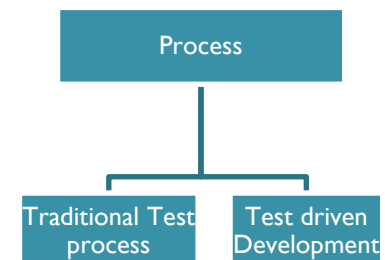 Process
Traditional Test
process
Test driven
Development